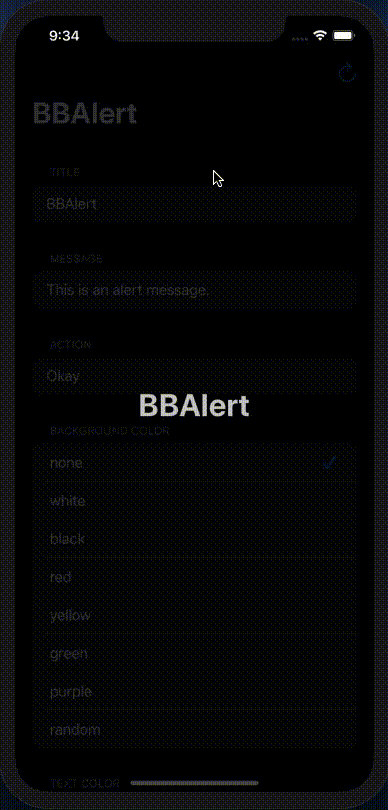 9:34
BBAlert
TITLE
BBAlert
MESSAGE
This is an alert message.
ACTION
Okay
BBAlert
BACKGROUND COLOR
none
white
black
red
yellow
green
purple
random
TEXT COLOR